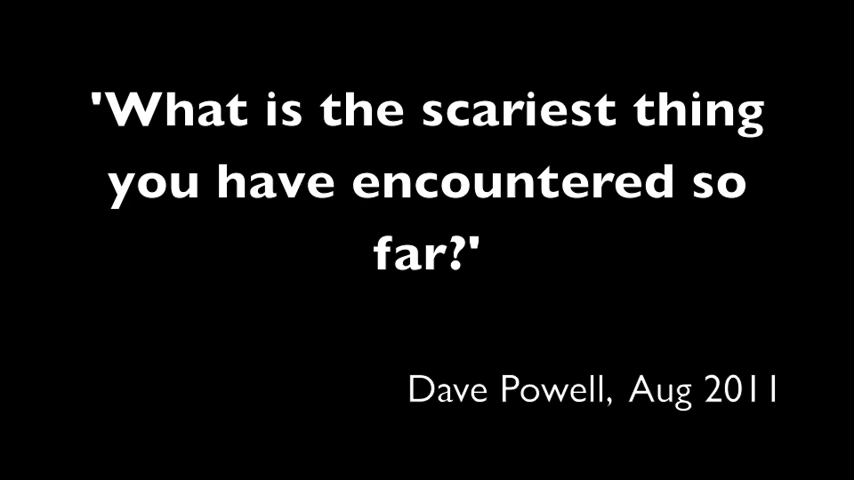 'What is the scariest thing
you have encountered so
far?'
Dave Powell, Aug 2011